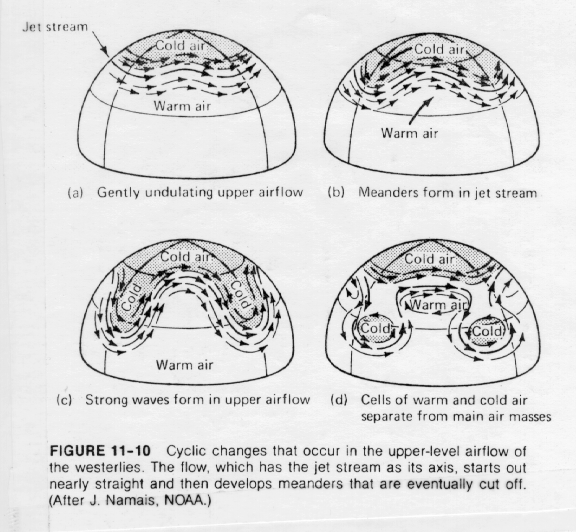 Jet stream
Cold air
Warm air
Cold air
Warm air
(a) Gently undulating upper airflow
(b) Meanders form in jet stream
Cold air
Cold
Cold
Warm air
Cold air
Warm air
Cold
Cold
(c) Strong waves form in upper airflow
(d) Cells of warm and cold air
separate from main air masses
FIGURE 11-10 Cyclic changes that occur in the upper-level airflow of
the westerlies. The flow, which has the jet stream as its axis, starts out
nearly straight and then develops meanders that are eventually cut off.
(After J. Namais, NOAA.)